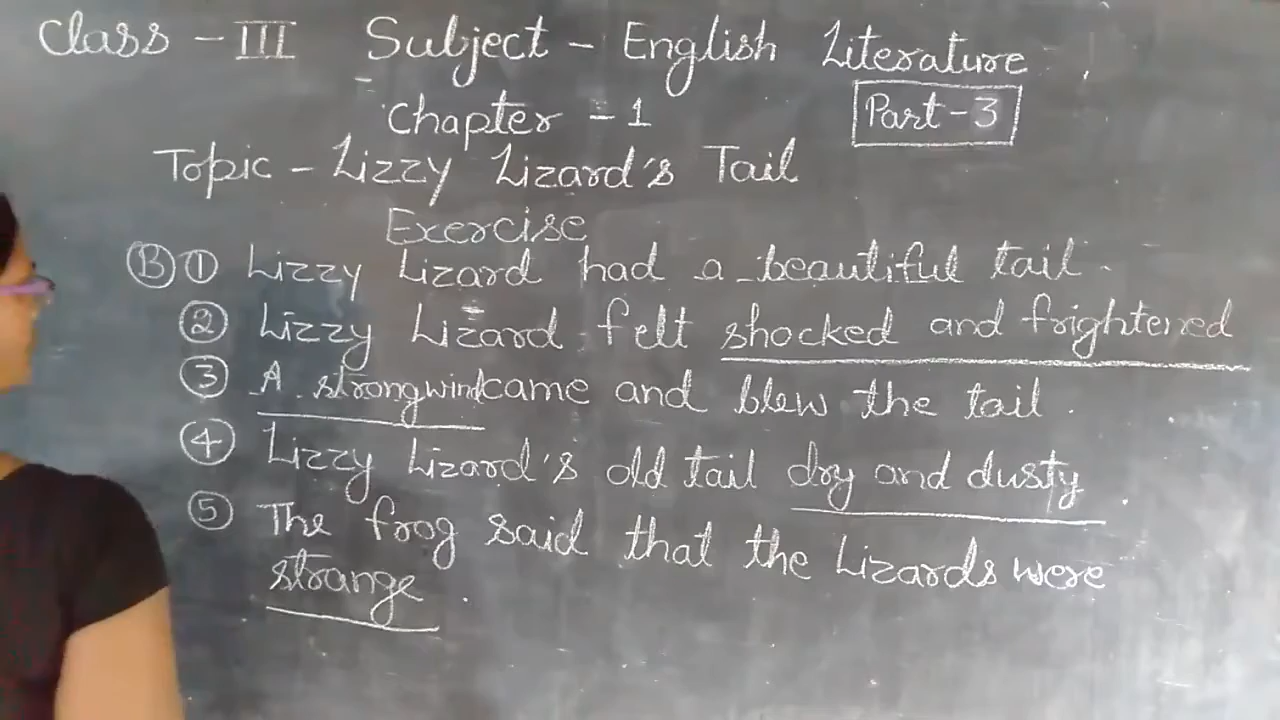 Class - III Subject - English Literature
Chapter - 1 Part - 3
Topic - Lizzy Lizard's Tail
Exercise
B 1 Lizzy Lizard had a beautiful tail.
2 Lizzy Lizard felt shocked and frightened
3 A strong wind came and blew the tail.
4 Lizzy Lizard's old tail dry and dusty.
5 The frog said that the Lizards were
strange.